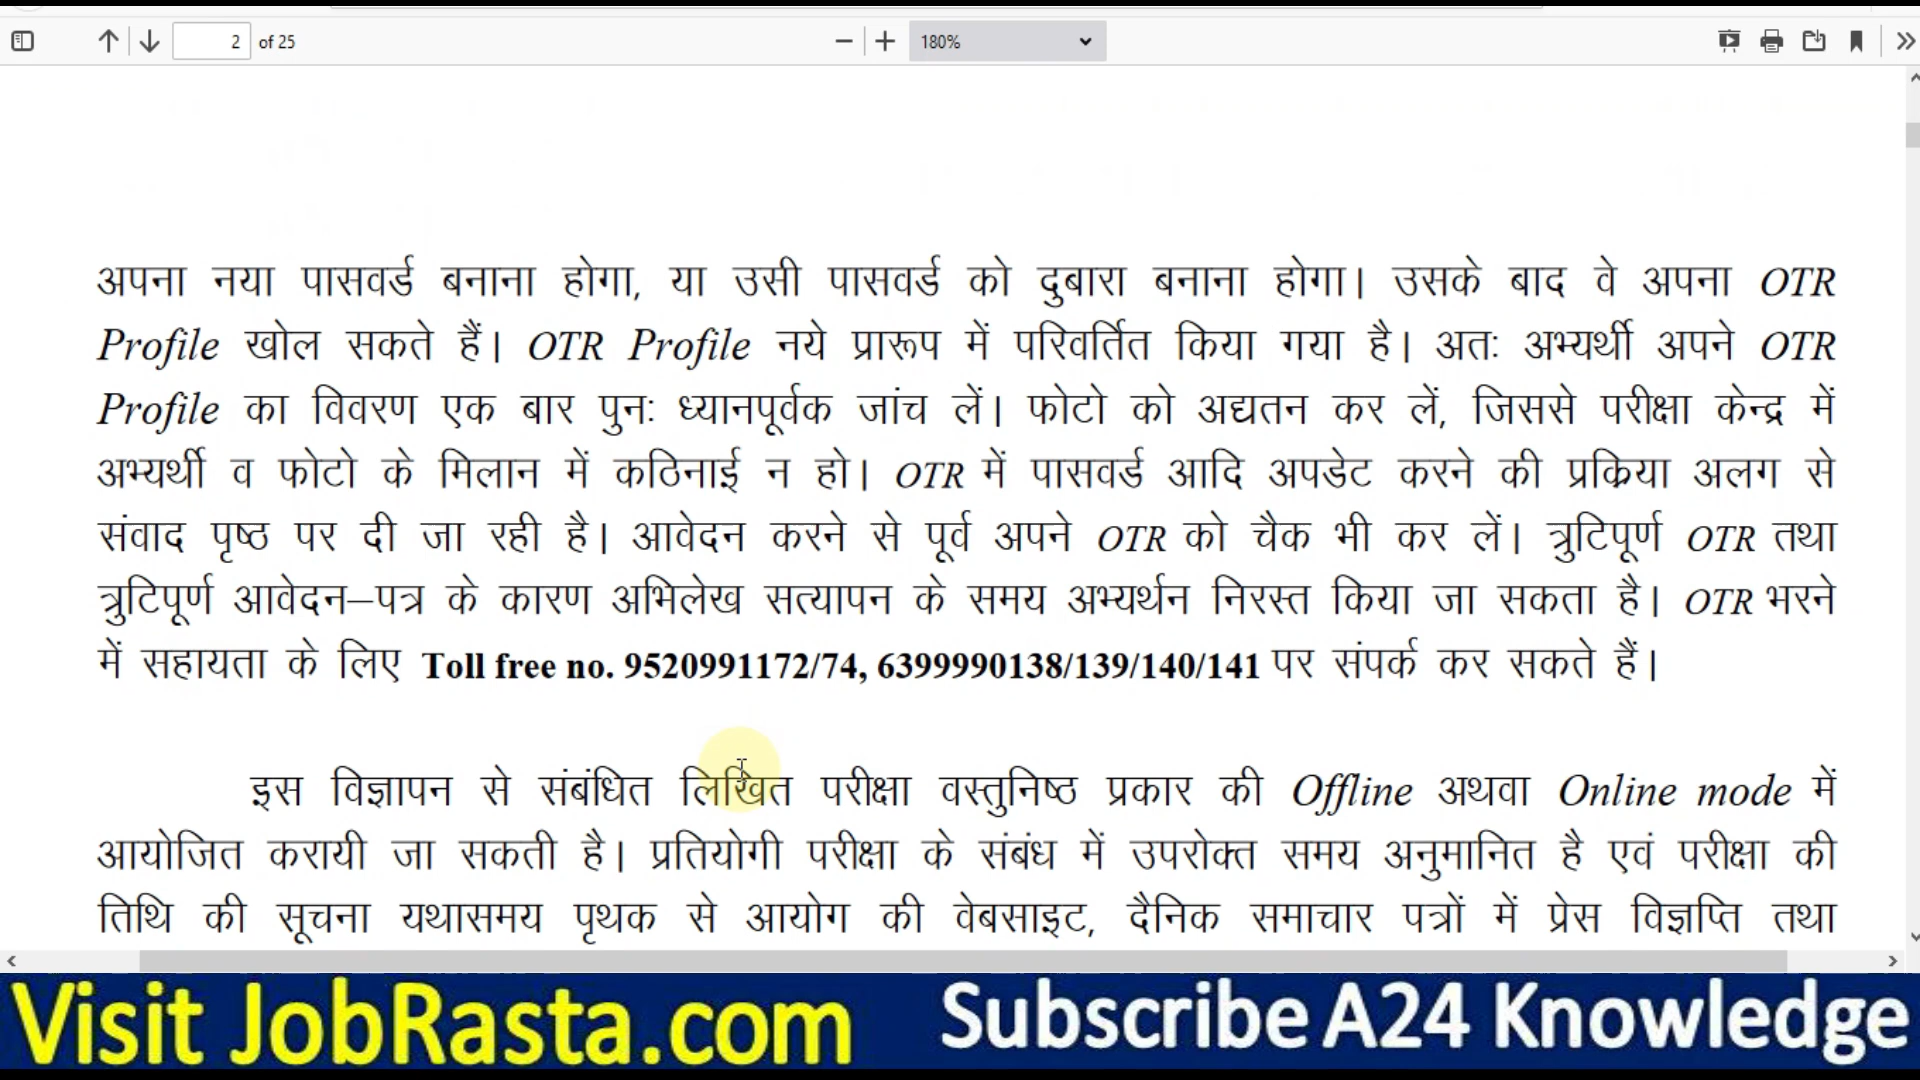 2 of 25
180%
अपना नया पासवर्ड बनाना होगा, या उसी पासवर्ड को दुबारा बनाना होगा। उसके बाद वे अपना OTR
Profile खोल सकते हैं। OTR Profile नये प्रारूप में परिवर्तित किया गया है। अतः अभ्यर्थी अपने OTR
Profile का विवरण एक बार पुनः ध्यानपूर्वक जांच लें। फोटो को अद्यतन कर लें, जिससे परीक्षा केन्द्र में
अभ्यर्थी व फोटो के मिलान में कठिनाई न हो। OTR में पासवर्ड आदि अपडेट करने की प्रक्रिया अलग से
संवाद पृष्ठ पर दी जा रही है। आवेदन करने से पूर्व अपने OTR को चैक भी कर लें। त्रुटिपूर्ण OTR तथा
त्रुटिपूर्ण आवेदन–पत्र के कारण अभिलेख सत्यापन के समय अभ्यर्थन निरस्त किया जा सकता है। OTR भरने
में सहायता के लिए Toll free no. 9520991172/74, 6399990138/139/140/141 पर संपर्क कर सकते हैं।
इस विज्ञापन से संबंधित लिखित परीक्षा वस्तुनिष्ठ प्रकार की Offline अथवा Online mode में
आयोजित करायी जा सकती है। प्रतियोगी परीक्षा के संबंध में उपरोक्त समय अनुमानित है एवं परीक्षा की
तिथि की सूचना यथासमय पृथक से आयोग की वेबसाइट, दैनिक समाचार पत्रों में प्रेस विज्ञप्ति तथा
Visit JobRasta.com Subscribe A24 Knowledge